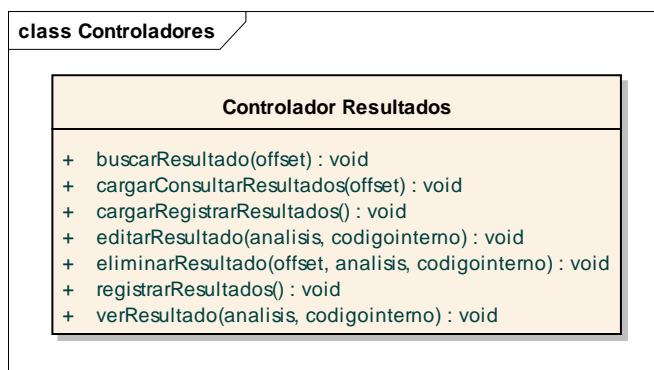 class Controladores
Controlador Resultados
+ buscarResultado(offset) : void
+ cargarConsultarResultados(offset) : void
+ cargarRegistrarResultados() : void
+ editarResultado(analisis, codigointerno) : void
+ eliminarResultado(offset, analisis, codigointerno) : void
+ registrarResultados() : void
+ verResultado(analisis, codigointerno) : void